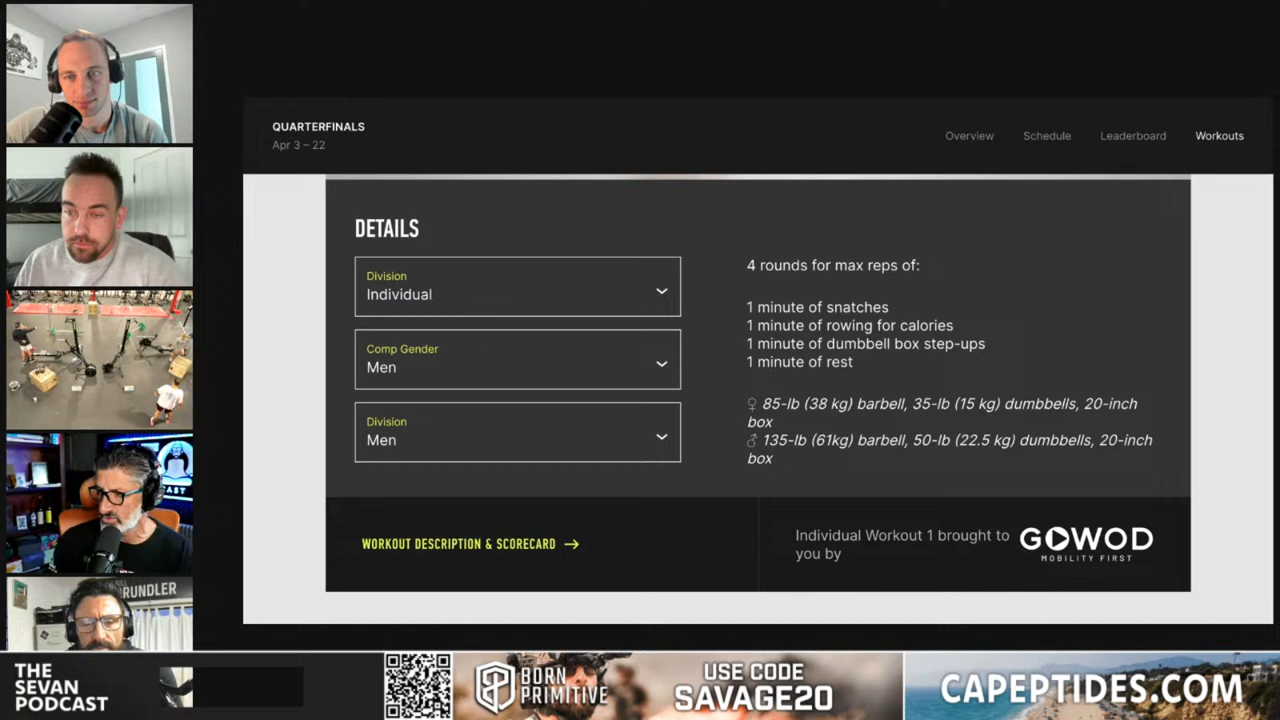 QUARTERFINALS
Apr 3 – 22
Overview
Schedule
Leaderboard
Workouts
DETAILS
Division
Individual
Comp Gender
Men
Division
Men
4 rounds for max reps of:
1 minute of snatches
1 minute of rowing for calories
1 minute of dumbbell box step-ups
1 minute of rest
♀ 85-lb (38 kg) barbell, 35-lb (15 kg) dumbbells, 20-inch
box
♂ 135-lb (61kg) barbell, 50-lb (22.5 kg) dumbbells, 20-inch
box
WORKOUT DESCRIPTION & SCORECARD →
Individual Workout 1 brought to
you by
GOWOD
MOBILITY FIRST
THE
SEVAN
PODCAST
BORN
PRIMITIVE
USE CODE
SAVAGE20
CAPEPTIDES.COM